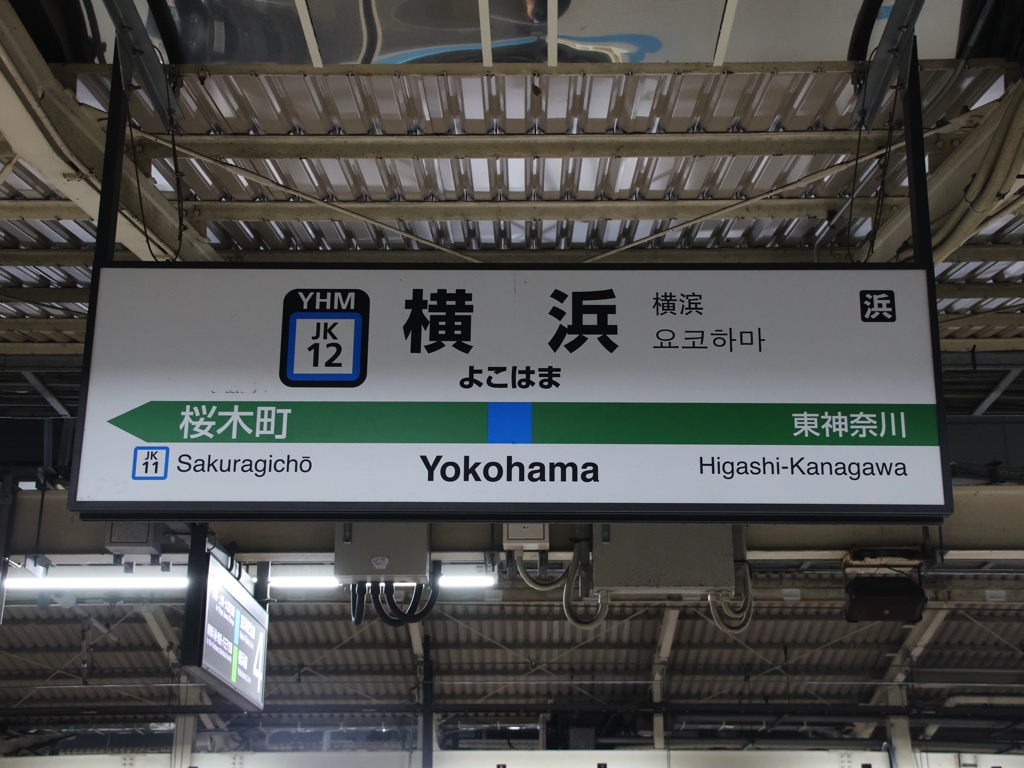 YHM
JK
12
横浜
横滨
요코하마
浜
よこはま
桜木町
東神奈川
JK
11
Sakuragichō
Yokohama
Higashi-Kanagawa